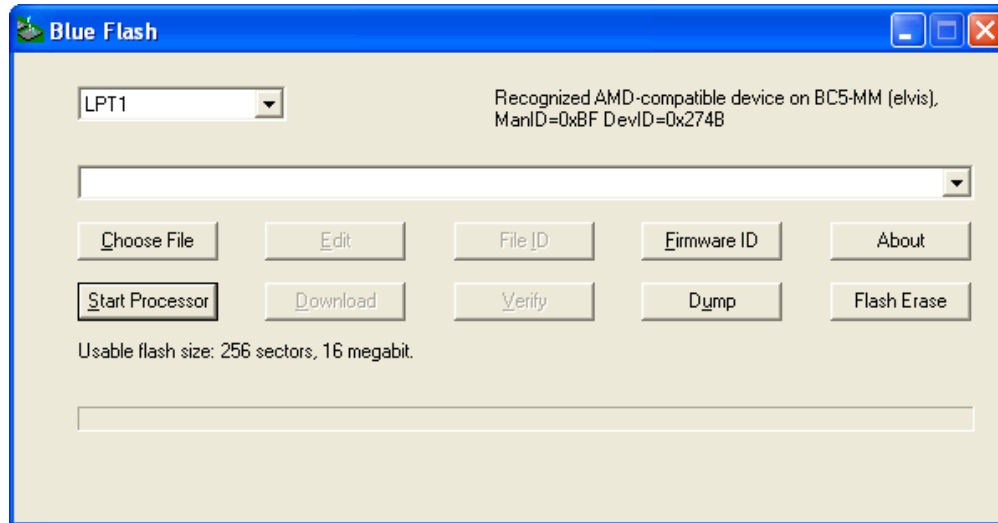 Blue Flash
LPT1
Recognized AMD-compatible device on BC5-MM (elvis),
ManID=0xBF DevID=0x274B
Choose File
Edit
File ID
Firmware ID
About
Start Processor
Download
Verify
Dump
Flash Erase
Usable flash size: 256 sectors, 16 megabit.